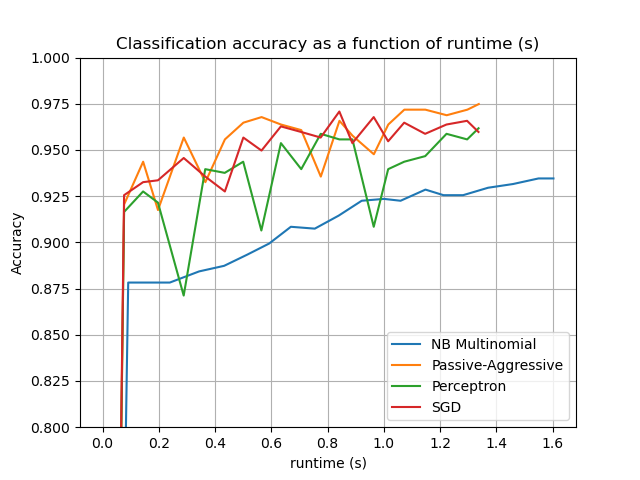 Classification accuracy as a function of runtime (s)
1.000
0.975
0.950
0.925
0.900
0.875
0.850
0.825
0.800
Accuracy
NB Multinomial
Passive-Aggressive
Perceptron
SGD
0.0 0.2 0.4 0.6 0.8 1.0 1.2 1.4 1.6
runtime (s)